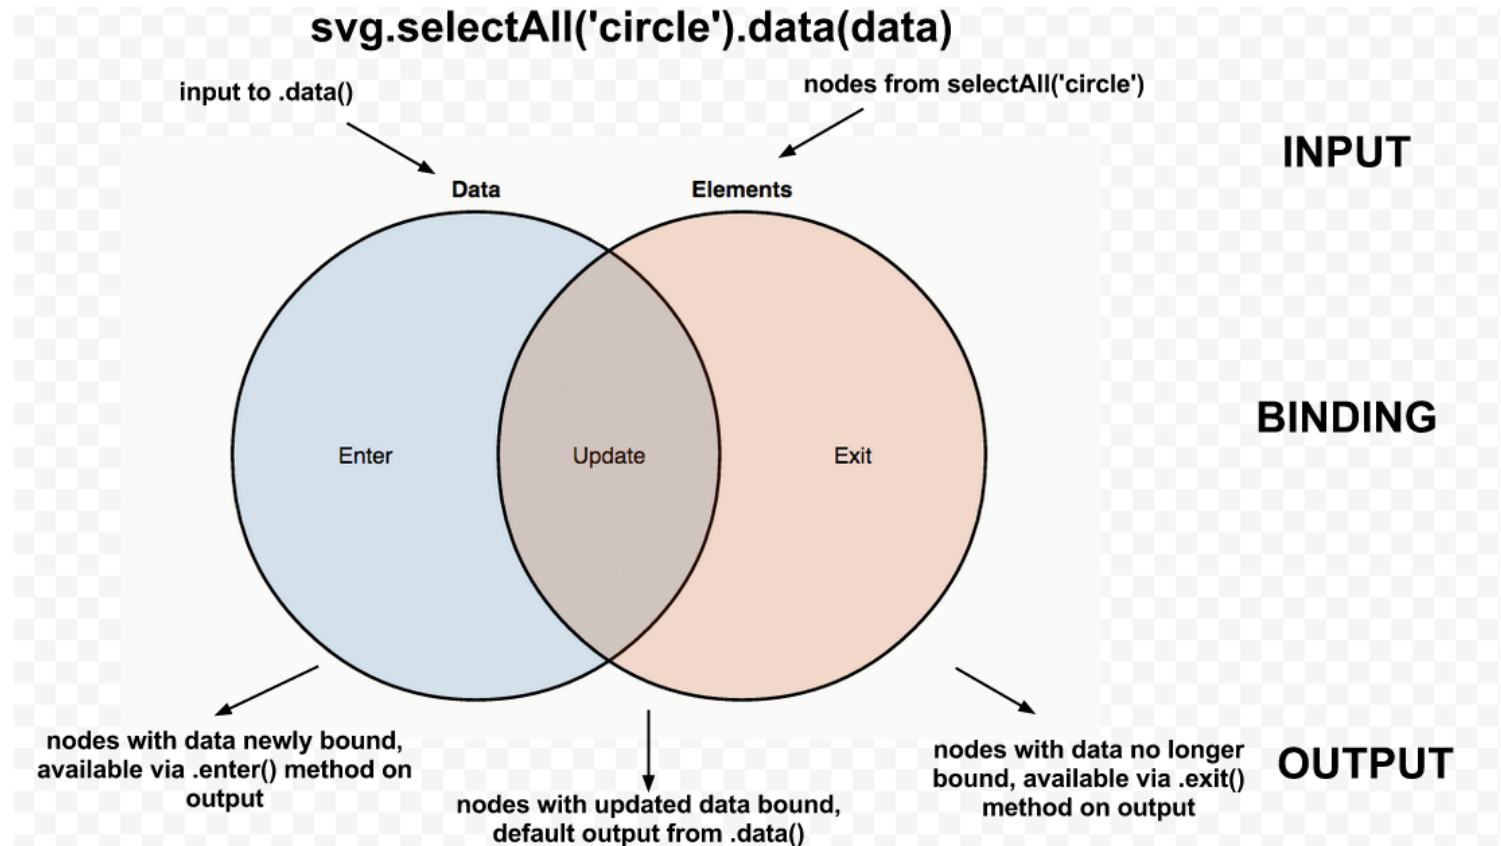 svg.selectAll('circle').data(data)
input to .data()
nodes from selectAll('circle')
INPUT
Data
Elements
BINDING
Enter
Update
Exit
nodes with data newly bound,
available via .enter() method on
output
nodes with updated data bound,
default output from .data()
nodes with data no longer
bound, available via .exit()
method on output
OUTPUT